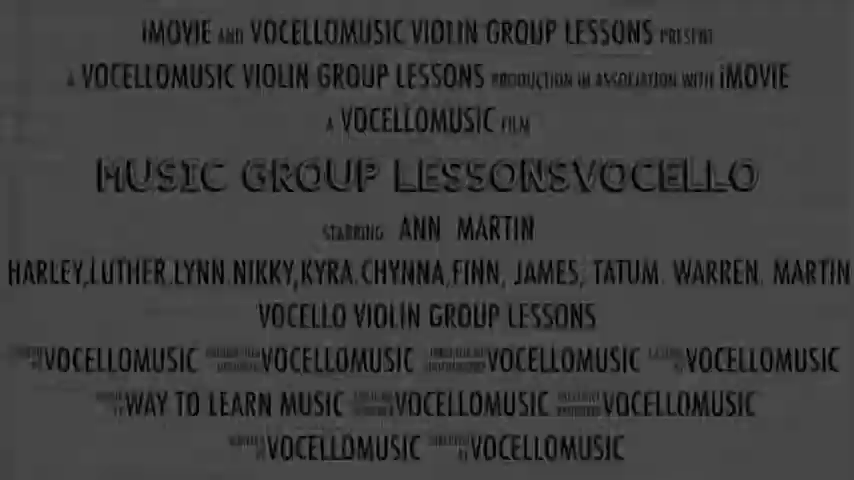 iMOVIE AND VOCELLOMUSIC VIOLIN GROUP LESSONS PRESENT
A VOCELLOMUSIC VIOLIN GROUP LESSONS PRODUCTION IN ASSOCIATION WITH iMOVIE
A VOCELLOMUSIC FILM
MUSIC GROUP LESSONSVOCELLO
STARRING ANN MARTIN
HARLEY,LUTHER,LYNN,NIKKY,KYRA,CHYNNA,FINN, JAMES, TATUM, WARREN, MARTIN
VOCELLO VIOLIN GROUP LESSONS
VOCELLOMUSIC VOCELLOMUSIC VOCELLOMUSIC VOCELLOMUSIC
WAY TO LEARN MUSIC VOCELLOMUSIC VOCELLOMUSIC
VOCELLOMUSIC VOCELLOMUSIC